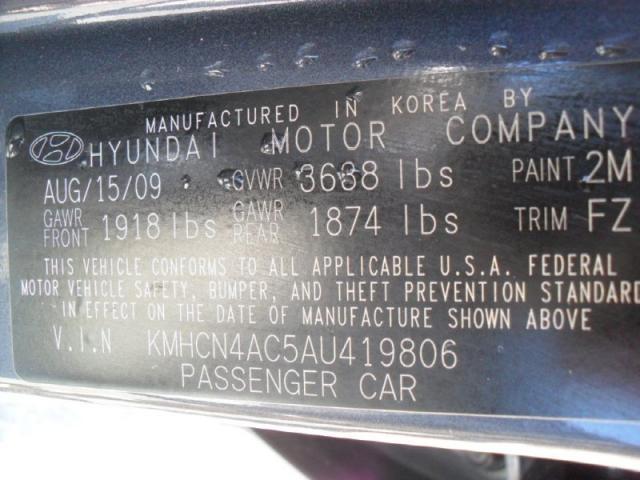 MANUFACTURED IN KOREA BY
HYUNDAI MOTOR COMPANY
AUG/15/09 GVWR 3688 lbs PAINT 2M
GAWR FRONT 1918 lbs GAWR REAR 1874 lbs TRIM FZ
THIS VEHICLE CONFORMS TO ALL APPLICABLE U.S.A. FEDERAL
MOTOR VEHICLE SAFETY, BUMPER, AND THEFT PREVENTION STANDARD
IN EFFECT ON THE DATE OF MANUFACTURE SHOWN ABOVE.
V.I.N KMHCN4AC5AU419806
PASSENGER CAR